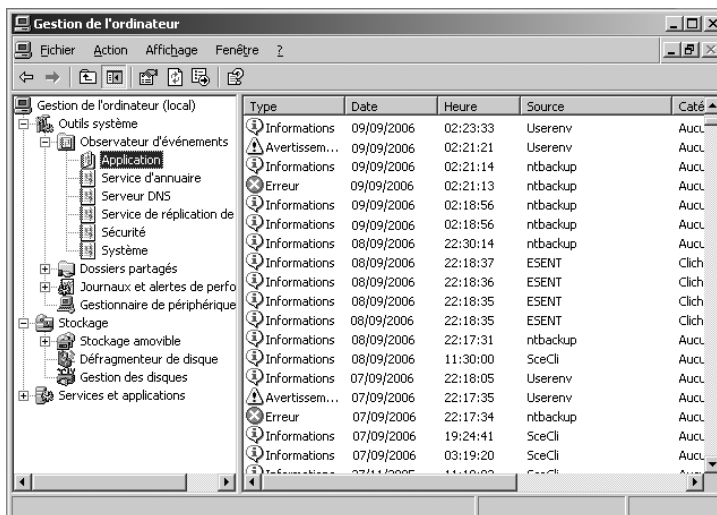 Gestion de l'ordinateur
Fichier Action Affichage Fenêtre ?
Gestion de l'ordinateur (local)
Outils système
Observateur d'événements
Application
Service d'annuaire
Serveur DNS
Service de réplication de
Sécurité
Système
Dossiers partagés
Journaux et alertes de perfo
Gestionnaire de périphérique
Stockage
Stockage amovible
Défragmenteur de disque
Gestion des disques
Services et applications
Type Date Heure Source Caté
Informations 09/09/2006 02:23:33 Userenv Aucu
Avertissem... 09/09/2006 02:21:21 Userenv Aucu
Informations 09/09/2006 02:21:14 ntbackup Aucu
Erreur 09/09/2006 02:21:13 ntbackup Aucu
Informations 09/09/2006 02:18:56 ntbackup Aucu
Informations 09/09/2006 02:18:56 ntbackup Aucu
Informations 08/09/2006 22:30:14 ntbackup Aucu
Informations 08/09/2006 22:18:37 ESENT Clich
Informations 08/09/2006 22:18:36 ESENT Clich
Informations 08/09/2006 22:18:35 ESENT Clich
Informations 08/09/2006 22:18:35 ESENT Clich
Informations 08/09/2006 22:17:31 ntbackup Aucu
Informations 08/09/2006 11:30:00 SceCli Aucu
Informations 07/09/2006 22:18:05 Userenv Aucu
Avertissem... 07/09/2006 22:17:35 Userenv Aucu
Erreur 07/09/2006 22:17:34 ntbackup Aucu
Informations 07/09/2006 19:24:41 SceCli Aucu
Informations 07/09/2006 03:19:20 SceCli Aucu